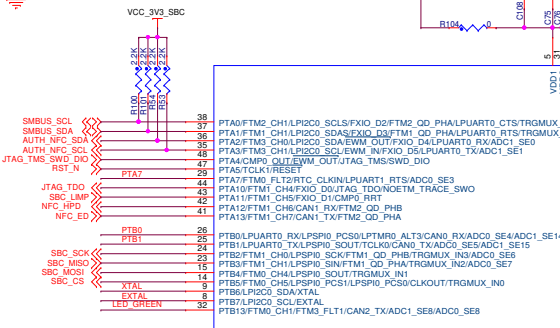 VCC_3V3_SBC
R104 0
C108
C75
C76
2.2K 2.2K 2.2K 2.2K
R100 R101 R54 R53
5 31
VDD1
SMBUS_SCL 38 PTA0/FTM2_CH1/LPI2C0_SCLS/FXIO_D2/FTM2_QD_PHA/LPUART0_CTS/TRGMUX_
SMBUS_SDA 37 PTA1/FTM1_CH1/LPI2C0_SDAS/FXIO_D3/FTM1_QD_PHA/LPUART0_RTS/TRGMUX_
AUTH_NFC_SDA 36 PTA2/FTM3_CH0/LPI2C0_SDA/EWM_OUT/FXIO_D4/LPUART0_RX/ADC1_SE0
AUTH_NFC_SCL 35 PTA3/FTM3_CH1/LPI2C0_SCL/EWM_IN/FXIO_D5/LPUART0_TX/ADC1_SE1
JTAG_TMS_SWD_DIO 48 PTA4/CMP0_OUT/EWM_OUT/JTAG_TMS/SWD_DIO
RST_N 47 PTA5/TCLK1/RESET
PTA7 29 PTA7/FTM0_FLT2/RTC_CLKIN/LPUART1_RTS/ADC0_SE3
JTAG_TDO 44 PTA10/FTM1_CH4/FXIO_D0/JTAG_TDO/NOETM_TRACE_SWO
SBC_LIMP 43 PTA11/FTM1_CH5/FXIO_D1/CMP0_RRT
NFC_HPD 42 PTA12/FTM1_CH6/CAN1_RX/FTM2_QD_PHB
NFC_ED 41 PTA13/FTM1_CH7/CAN1_TX/FTM2_QD_PHA
PTB0 26 PTB0/LPUART0_RX/LPSPI0_PCS0/LPTMR0_ALT3/CAN0_RX/ADC0_SE4/ADC1_SE14
PTB1 25 PTB1/LPUART0_TX/LPSPI0_SOUT/TCLK0/CAN0_TX/ADC0_SE5/ADC1_SE15
SBC_SCK 24 PTB2/FTM1_CH0/LPSPI0_SCK/FTM1_QD_PHB/TRGMUX_IN3/ADC0_SE6
SBC_MISO 23 PTB3/FTM1_CH1/LPSPI0_SIN/FTM1_QD_PHA/TRGMUX_IN2/ADC0_SE7
SBC_MOSI 15 PTB4/FTM0_CH4/LPSPI0_SOUT/TRGMUX_IN1
SBC_CS 14 PTB5/FTM0_CH5/LPSPI0_PCS1/LPSPI0_PCS0/CLKOUT/TRGMUX_IN0
XTAL 9 PTB6/LPI2C0_SDA/XTAL
EXTAL 8 PTB7/LPI2C0_SCL/EXTAL
LED_GREEN 32 PTB13/FTM0_CH1/FTM3_FLT1/CAN2_TX/ADC1_SE8/ADC0_SE8